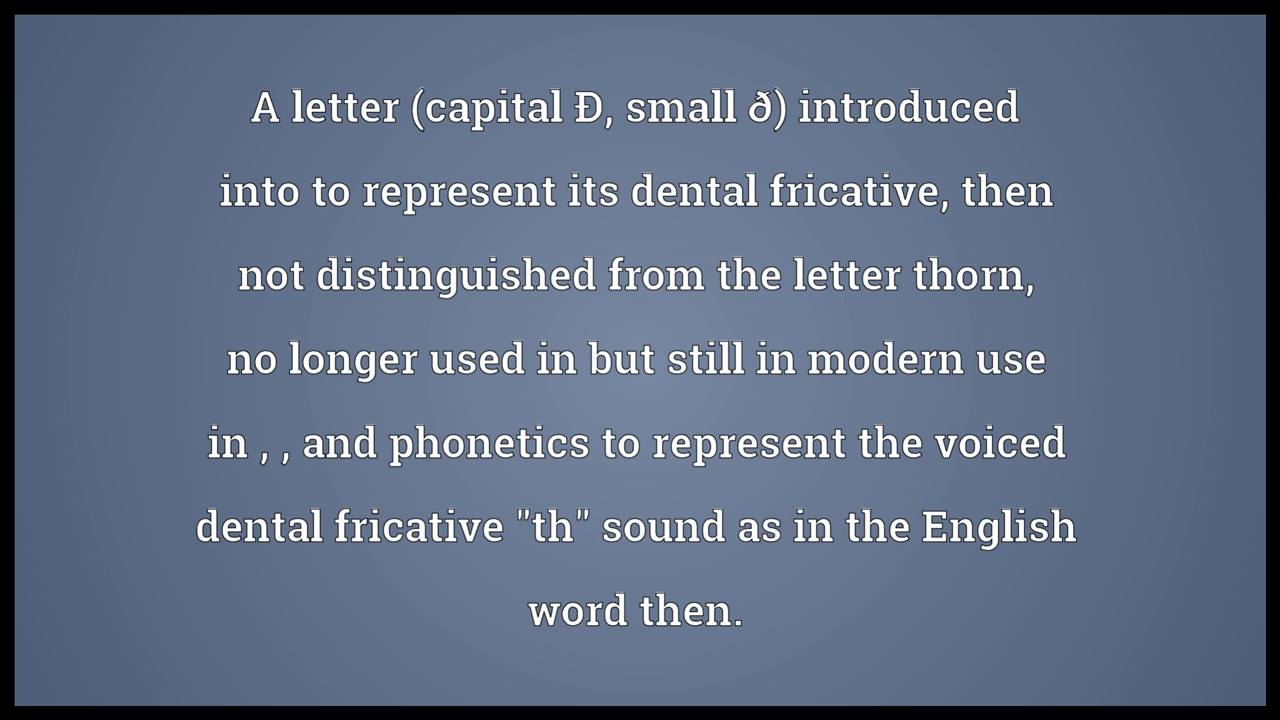 A letter (capital Ð, small ð) introduced
into to represent its dental fricative, then
not distinguished from the letter thorn,
no longer used in but still in modern use
in , , and phonetics to represent the voiced
dental fricative "th" sound as in the English
word then.